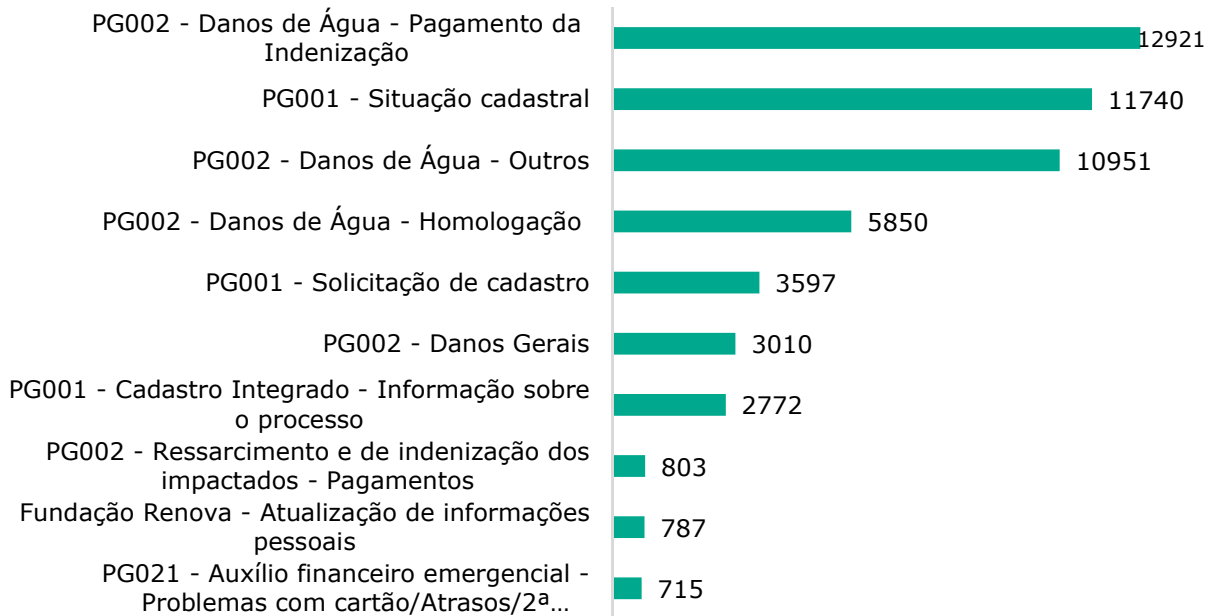 PG002 - Danos de Água - Pagamento da
Indenização
12921
PG001 - Situação cadastral
11740
PG002 - Danos de Água - Outros
10951
PG002 - Danos de Água - Homologação
5850
PG001 - Solicitação de cadastro
3597
PG002 - Danos Gerais
3010
PG001 - Cadastro Integrado - Informação sobre
o processo
2772
PG002 - Ressarcimento e de indenização dos
impactados - Pagamentos
803
Fundação Renova - Atualização de informações
pessoais
787
PG021 - Auxílio financeiro emergencial -
Problemas com cartão/Atrasos/2ª...
715